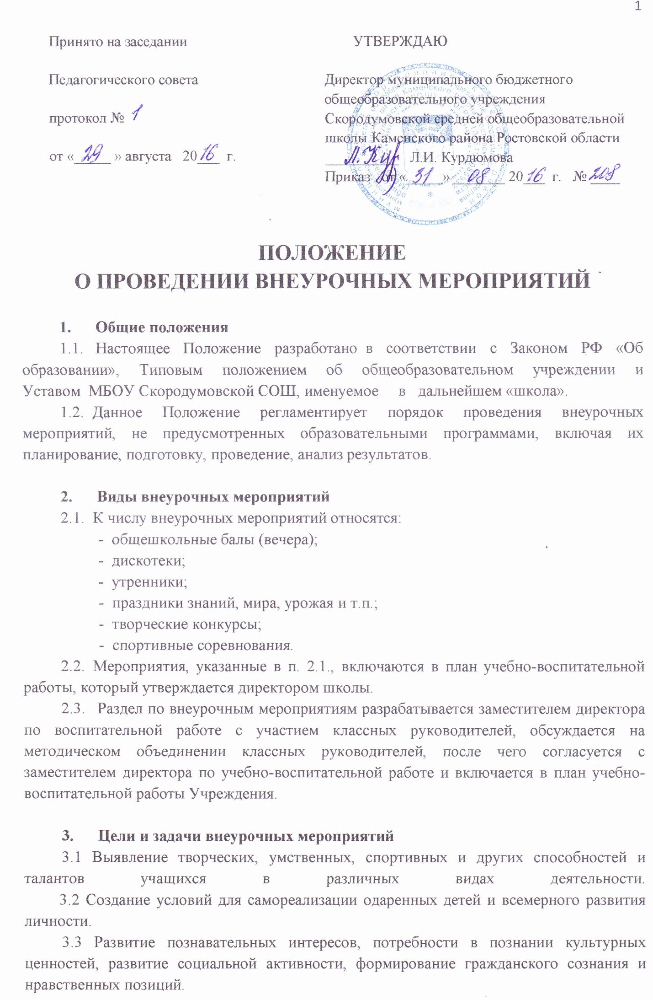 1
Принято на заседании
УТВЕРЖДАЮ
Педагогического совета
Директор муниципального бюджетного
общеобразовательного учреждения
протокол № 1
Скородумовской средней общеобразовательной
школы Каменского района Ростовской области
от « 29 » августа 2016 г.
Л. Кур Л.И. Курдюмова
Приказ от « 31 » 08 2016 г. № 208
ПОЛОЖЕНИЕ
О ПРОВЕДЕНИИ ВНЕУРОЧНЫХ МЕРОПРИЯТИЙ
1. Общие положения
1.1. Настоящее Положение разработано в соответствии с Законом РФ «Об
образовании», Типовым положением об общеобразовательном учреждении и
Уставом МБОУ Скородумовской СОШ, именуемое в дальнейшем «школа».
1.2. Данное Положение регламентирует порядок проведения внеурочных
мероприятий, не предусмотренных образовательными программами, включая их
планирование, подготовку, проведение, анализ результатов.
2. Виды внеурочных мероприятий
2.1. К числу внеурочных мероприятий относятся:
- общешкольные балы (вечера);
- дискотеки;
- утренники;
- праздники знаний, мира, урожая и т.п.;
- творческие конкурсы;
- спортивные соревнования.
2.2. Мероприятия, указанные в п. 2.1., включаются в план учебно-воспитательной
работы, который утверждается директором школы.
2.3. Раздел по внеурочным мероприятиям разрабатывается заместителем директора
по воспитательной работе с участием классных руководителей, обсуждается на
методическом объединении классных руководителей, после чего согласуется с
заместителем директора по учебно-воспитательной работе и включается в план учебно-
воспитательной работы Учреждения.
3. Цели и задачи внеурочных мероприятий
3.1 Выявление творческих, умственных, спортивных и других способностей и
талантов учащихся в различных видах деятельности.
3.2 Создание условий для самореализации одаренных детей и всемерного развития
личности.
3.3 Развитие познавательных интересов, потребности в познании культурных
ценностей, развитие социальной активности, формирование гражданского сознания и
нравственных позиций.